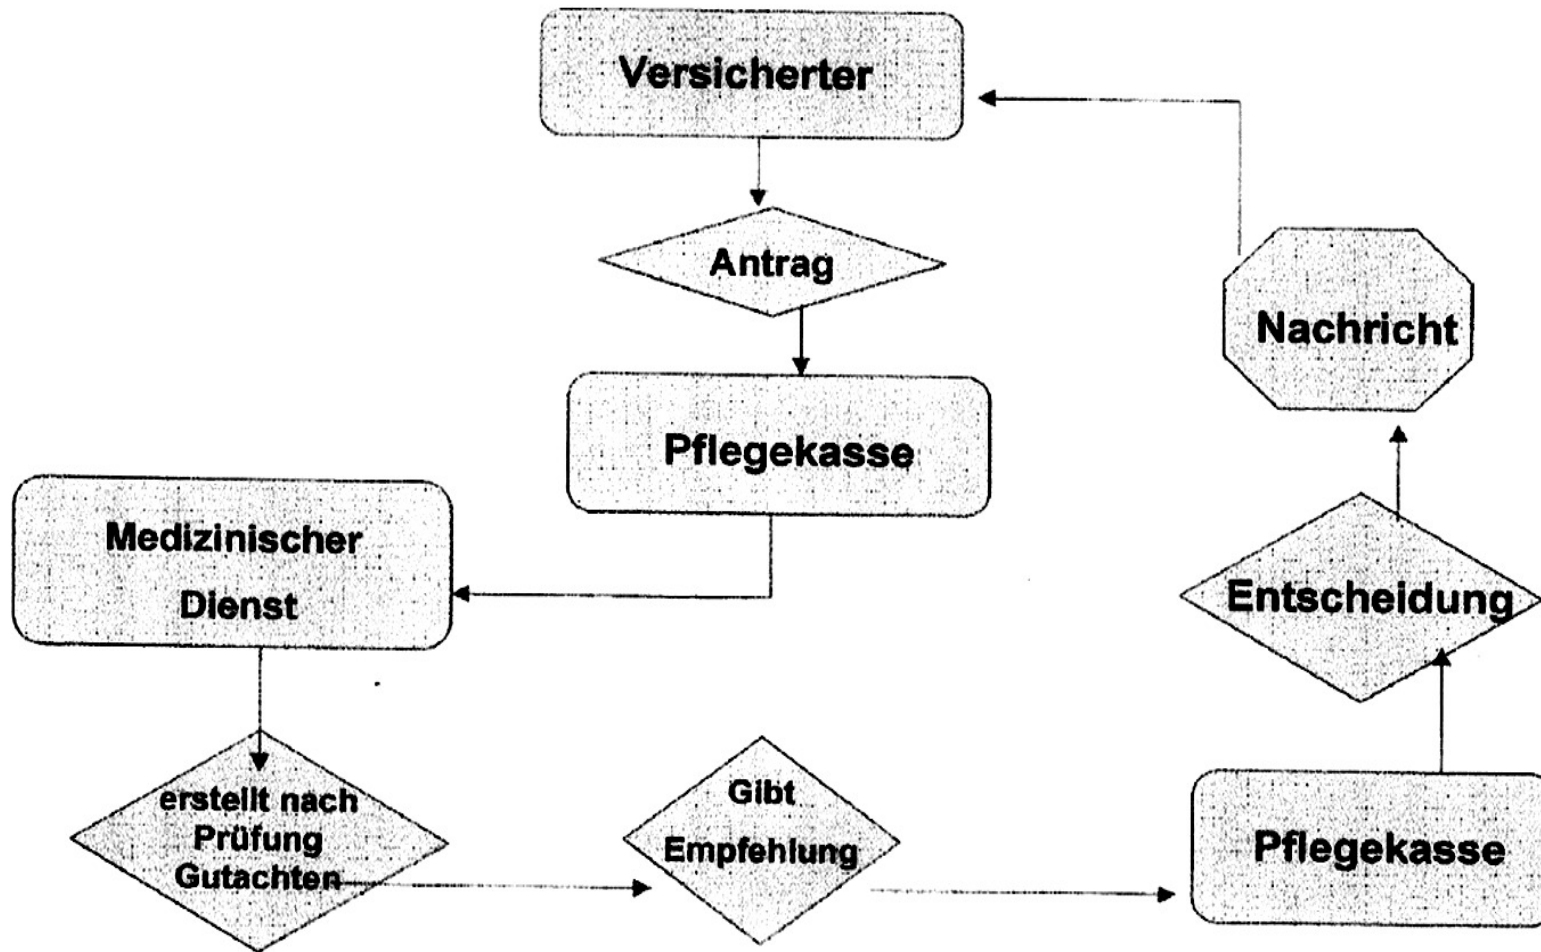 Versicherter
Antrag
Nachricht
Pflegekasse
Medizinischer
Dienst
Entscheidung
erstellt nach
Prüfung
Gutachten
Gibt
Empfehlung
Pflegekasse